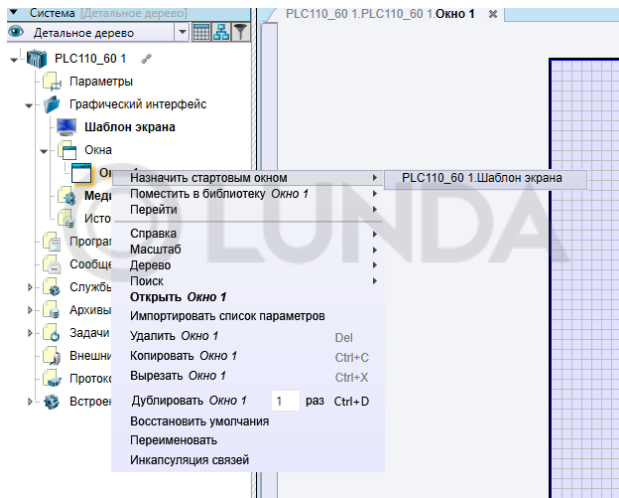 Система [Детальное дерево]
PLC110_60 1.PLC110_60 1.Окно 1
Детальное дерево
PLC110_60 1
Параметры
Графический интерфейс
Шаблон экрана
Окна
Назначить стартовым окном
PLC110_60 1.Шаблон экрана
Поместить в библиотеку Окно 1
Перейти
Справка
Масштаб
Дерево
Поиск
Открыть Окно 1
Импортировать список параметров
Удалить Окно 1 Del
Копировать Окно 1 Ctrl+C
Вырезать Окно 1 Ctrl+X
Дублировать Окно 1 1 раз Ctrl+D
Восстановить умолчания
Переименовать
Инкапсуляция связей
Архивы
Задачи
© LUNDA